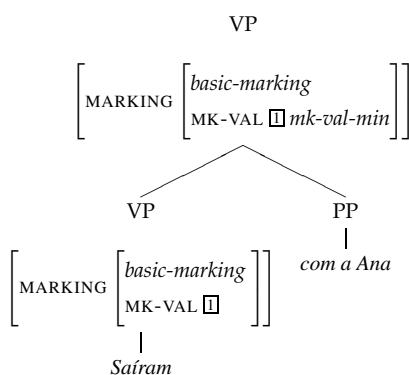 VP
MARKING basic-marking
MK-VAL 1 mk-val-min
VP PP
com a Ana
MARKING basic-marking
MK-VAL 1
Saíram